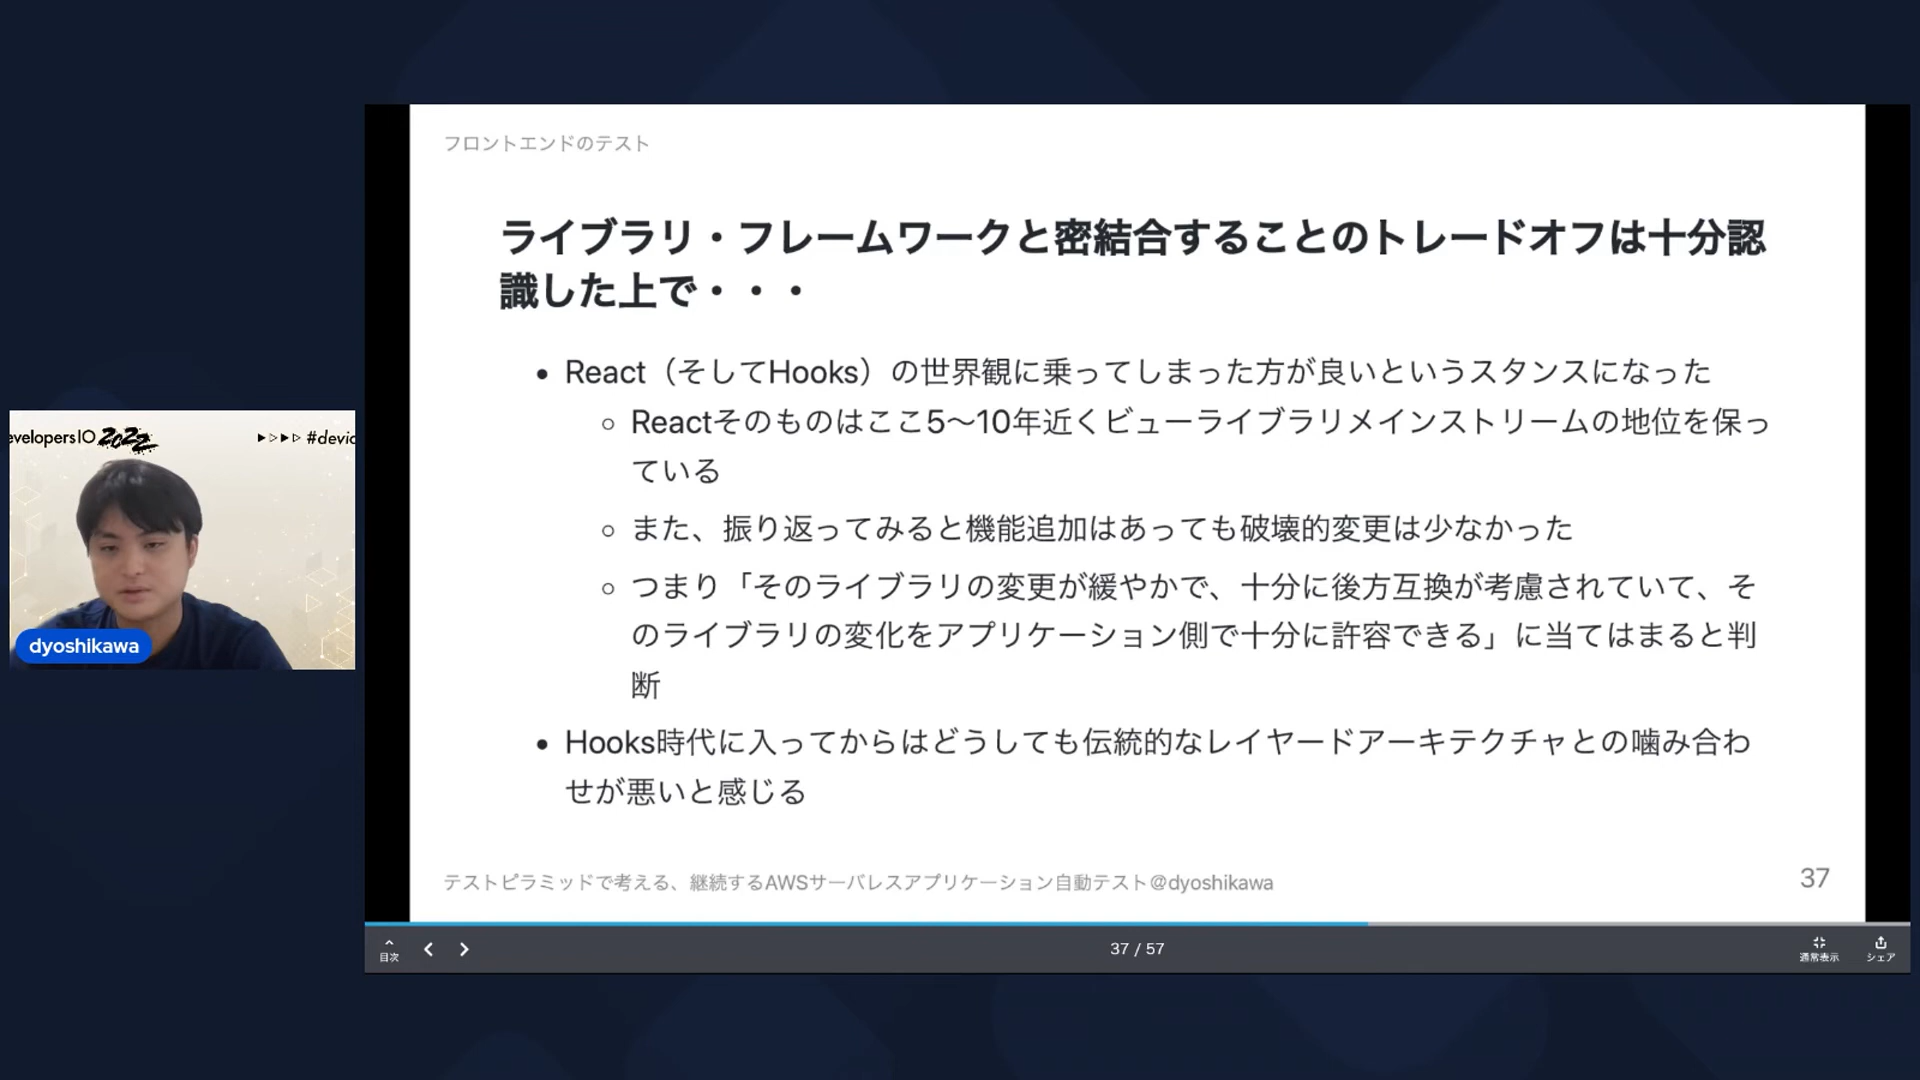 フロントエンドのテスト
ライブラリ・フレームワークと密結合することのトレードオフは十分認
識した上で・・・
• React（そしてHooks）の世界観に乗ってしまった方が良いというスタンスになった
◦ Reactそのものはここ5〜10年近くビューライブラリメインストリームの地位を保っ
ている
◦ また、振り返ってみると機能追加はあっても破壊的変更は少なかった
◦ つまり「そのライブラリの変更が緩やかで、十分に後方互換が考慮されていて、そ
のライブラリの変化をアプリケーション側で十分に許容できる」に当てはまると判
断
• Hooks時代に入ってからはどうしても伝統的なレイヤードアーキテクチャとの噛み合わ
せが悪いと感じる
テストピラミッドで考える、継続するAWSサーバレスアプリケーション自動テスト@dyoshikawa
37
evelopersIO 2022
#devio
dyoshikawa
目次
37 / 57
通常表示
シェア